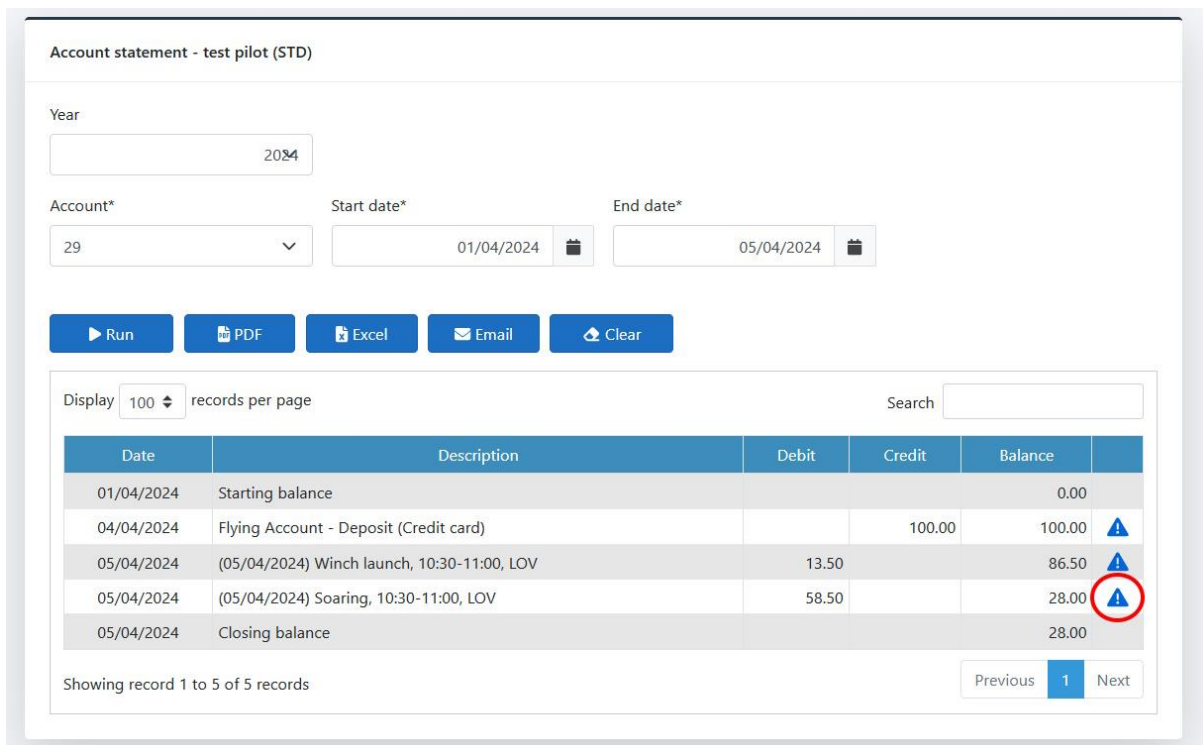 Account statement - test pilot (STD)
Year
2024
Account* Start date* End date*
29 01/04/2024 05/04/2024
Run PDF Excel Email Clear
Display 100 records per page Search
Date Description Debit Credit Balance
01/04/2024 Starting balance 0.00
04/04/2024 Flying Account - Deposit (Credit card) 100.00 100.00
05/04/2024 (05/04/2024) Winch launch, 10:30-11:00, LOV 13.50 86.50
05/04/2024 (05/04/2024) Soaring, 10:30-11:00, LOV 58.50 28.00
05/04/2024 Closing balance 28.00
Showing record 1 to 5 of 5 records Previous 1 Next